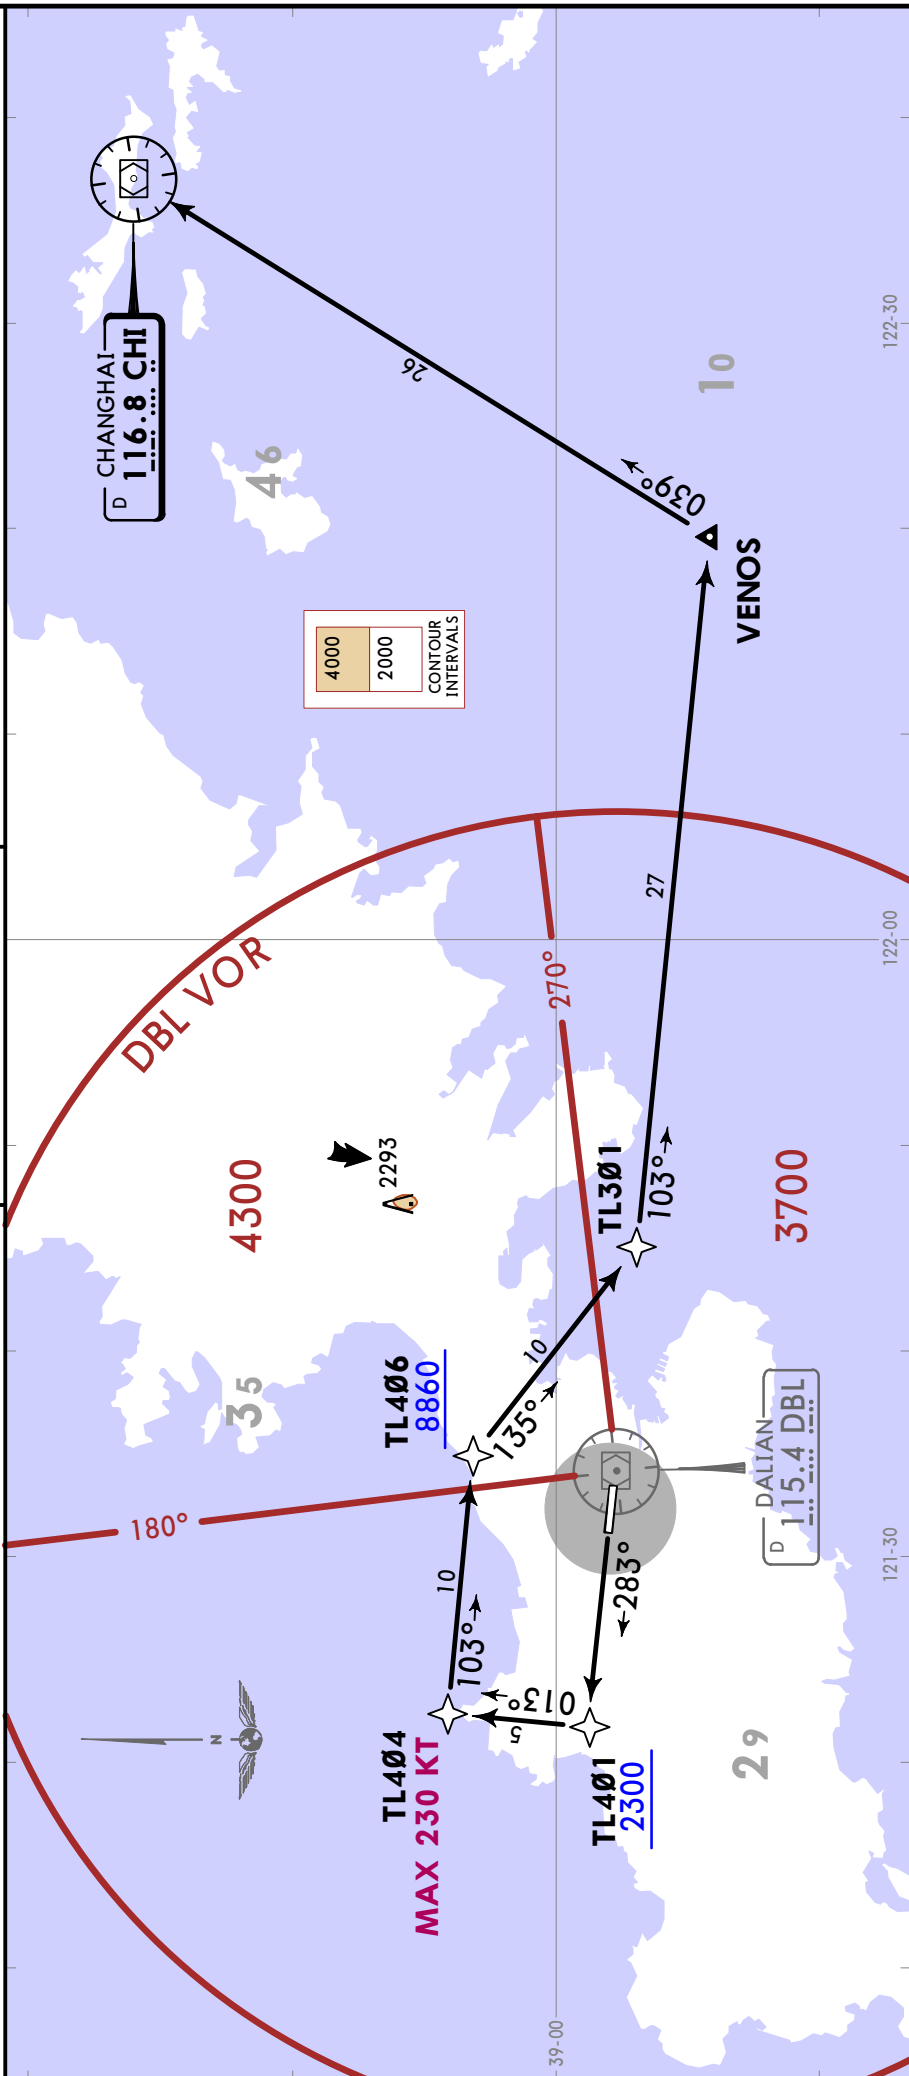 D
CHANGHAI
116.8 CHI
26
10
46
039°
VENOS
4000
2000
CONTOUR
INTERVALS
122-30
DBL VOR
270°
27
122-00
4300
2293
TL3Ø1
103°
3700
35
TL4Ø6
8860
10
135°
180°
D
DALIAN
115.4 DBL
121-30
10
103°
283°
013°
5
N
TL4Ø4
MAX 230 KT
TL4Ø1
2300
29
39-00